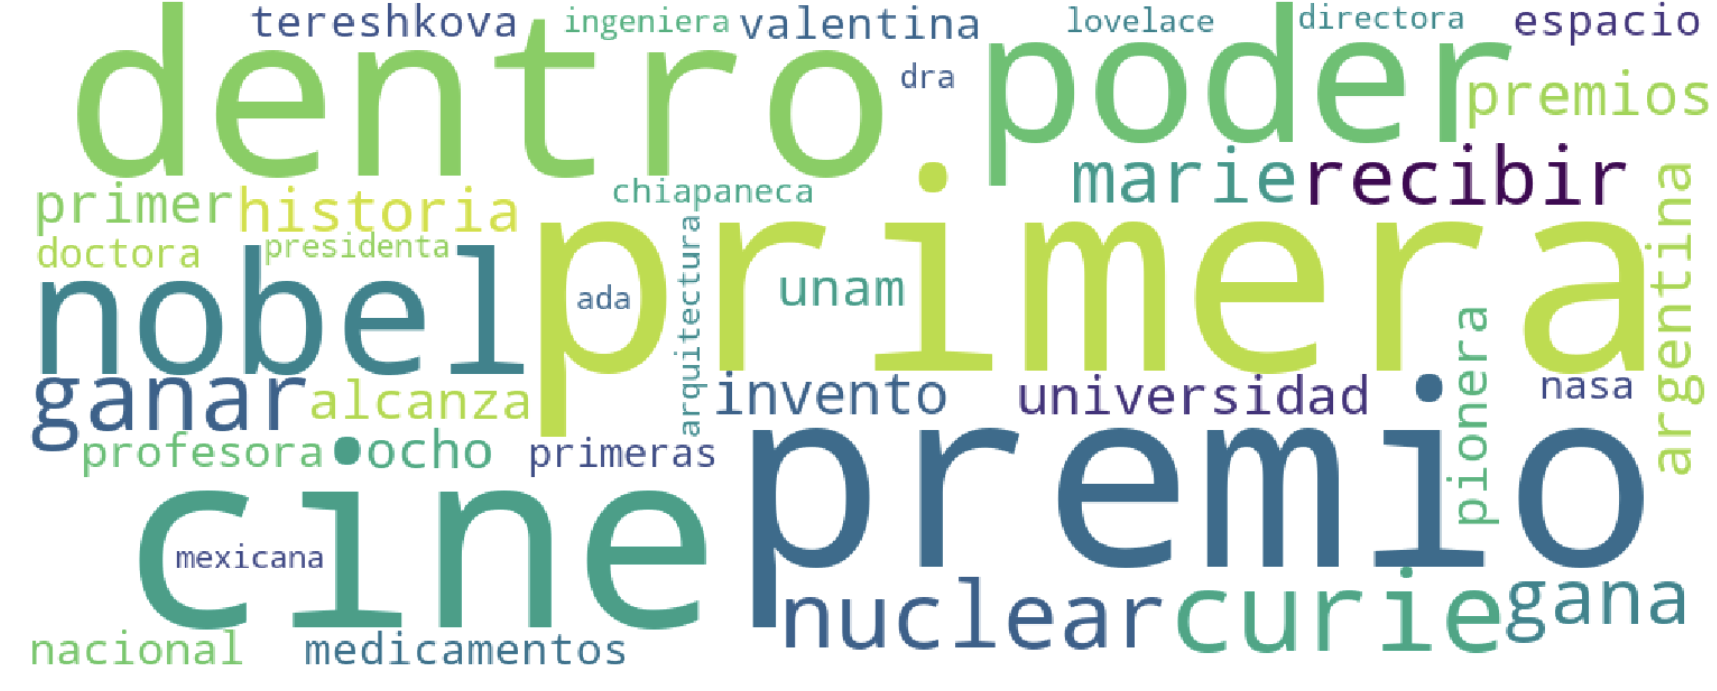 tereshkova
ingeniera
valentina
lovelace
directora
espacio
dentro
dra
poder
premios
primer
historia
chiapaneca
marie
recibir
doctora
presidenta
nobel
primera
ada
arquitectura
unam
argentina
ganar
alcanza
invento
universidad
pionera
nasa
profesora
ocho
primeras
cine
premio
mexicana
nuclear
curie
gana
nacional
medicamentos